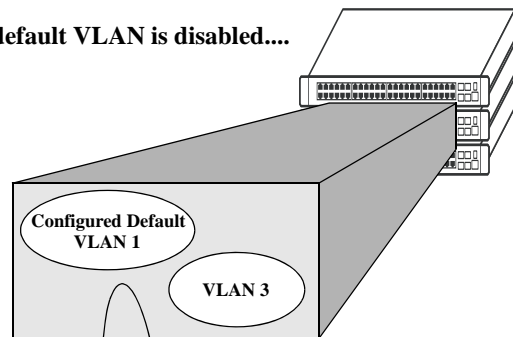 default VLAN is disabled....
Configured Default
VLAN 1
VLAN 3